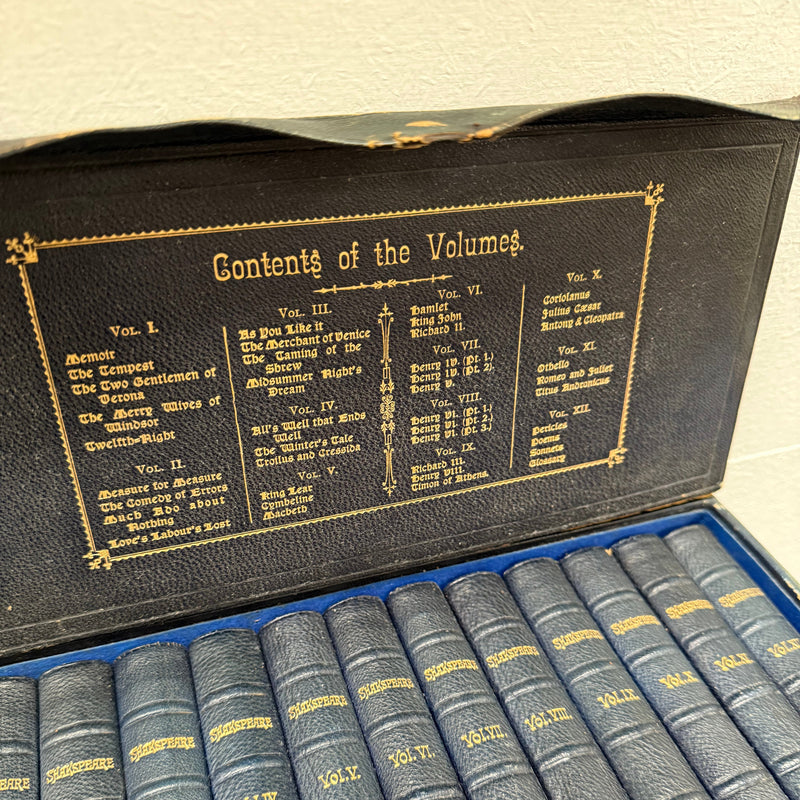 Contents of the Volumes.
Vol. I.
Memoir
The Tempest
The Two Gentlemen of
Verona
The Merry Wives of
Windsor
Twelfth-Night
Vol. II.
Measure for Measure
The Comedy of Errors
Much Ado about
Nothing
Love's Labour's Lost
Vol. III.
As You Like it
The Merchant of Venice
The Taming of the
Shrew
Midsummer Night's
Dream
Vol. IV.
All's Well that Ends
Well
The Winter's Tale
Troilus and Cressida
Vol. V.
King Lear
Cymbeline
Macbeth
Vol. VI.
Hamlet
King John
Richard II.
Vol. VII.
Henry IV. (Pt. 1.)
Henry IV. (Pt. 2).
Henry V.
Vol. VIII.
Henry VI. (Pt. 1.)
Henry VI. (Pt. 2.)
Henry VI. (Pt. 3.)
Vol. IX.
Richard III.
Henry VIII.
Timon of Athens.
Vol. X.
Coriolanus
Julius Cæsar
Antony & Cleopatra
Vol. XI.
Othello
Romeo and Juliet
Titus Andronicus
Vol. XII.
Pericles
Poems
Sonnets
Glossary
SHAKSPEARE
SHAKSPEARE
SHAKSPEARE
SHAKSPEARE
SHAKSPEARE
VOL. V.
SHAKSPEARE
VOL. VI.
SHAKSPEARE
VOL. VII.
SHAKSPEARE
VOL. VIII.
SHAKSPEARE
VOL. IX.
SHAKSPEARE
VOL. X.
SHAKSPEARE
VOL. XI.
SHAKSPEARE